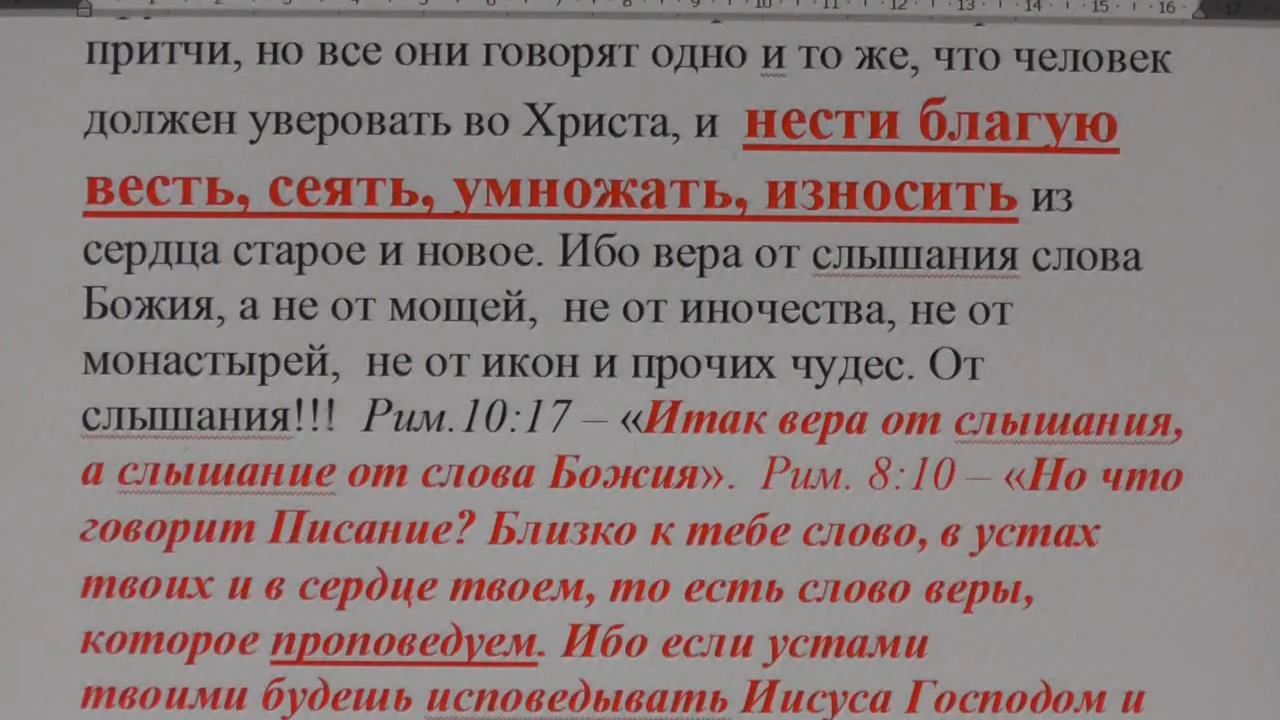 притчи, но все они говорят одно и то же, что человек
должен уверовать во Христа, и нести благую
весть, сеять, умножать, износить из
сердца старое и новое. Ибо вера от слышания слова
Божия, а не от мощей, не от иночества, не от
монастырей, не от икон и прочих чудес. От
слышания!!! Рим.10:17 – «Итак вера от слышания,
а слышание от слова Божия». Рим. 8:10 – «Но что
говорит Писание? Близко к тебе слово, в устах
твоих и в сердце твоем, то есть слово веры,
которое проповедуем. Ибо если устами
твоими будешь исповедывать Иисуса Господом и